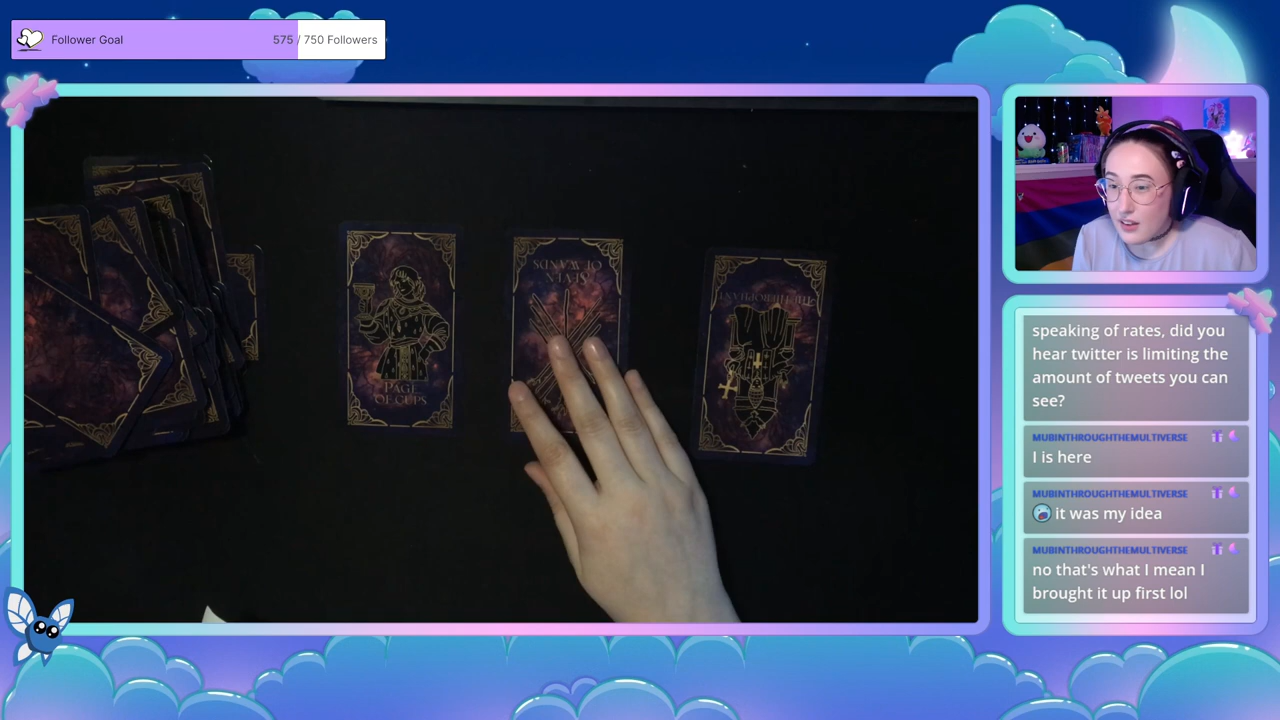 Follower Goal
575 / 750 Followers
SEVEN
OF WANDS
THE HIEROPHANT
PAGE
OF CUPS
speaking of rates, did you
hear twitter is limiting the
amount of tweets you can
see?
MUBINTHROUGHTHEMULTIVERSE
I is here
MUBINTHROUGHTHEMULTIVERSE
it was my idea
MUBINTHROUGHTHEMULTIVERSE
no that's what I mean I
brought it up first lol